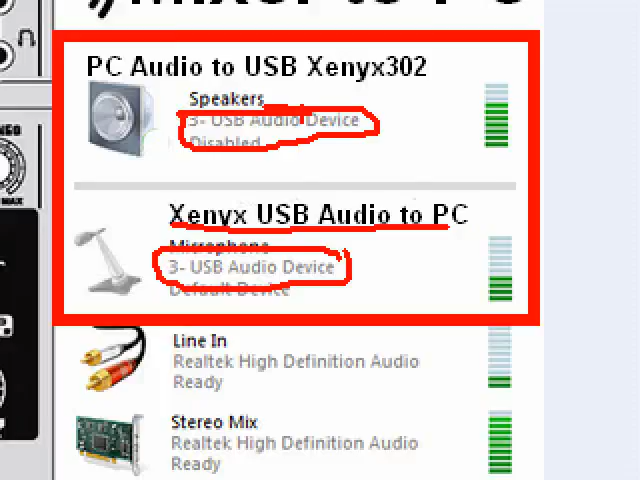 PC Audio to USB Xenyx302
Speakers
3- USB Audio Device
Disabled
Xenyx USB Audio to PC
Microphone
3- USB Audio Device
Default Device
Line In
Realtek High Definition Audio
Ready
Stereo Mix
Realtek High Definition Audio
Ready
MAX